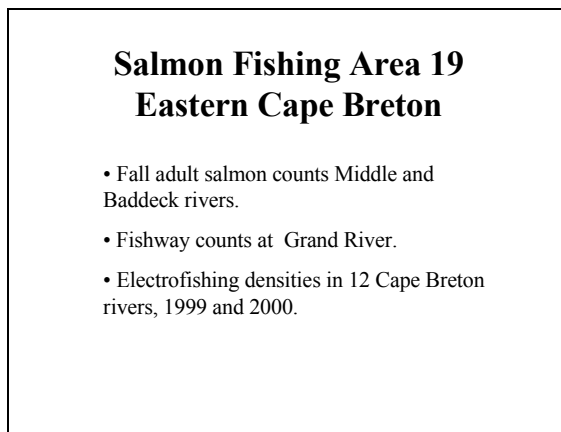 Salmon Fishing Area 19
Eastern Cape Breton
• Fall adult salmon counts Middle and
Baddeck rivers.
• Fishway counts at Grand River.
• Electrofishing densities in 12 Cape Breton
rivers, 1999 and 2000.